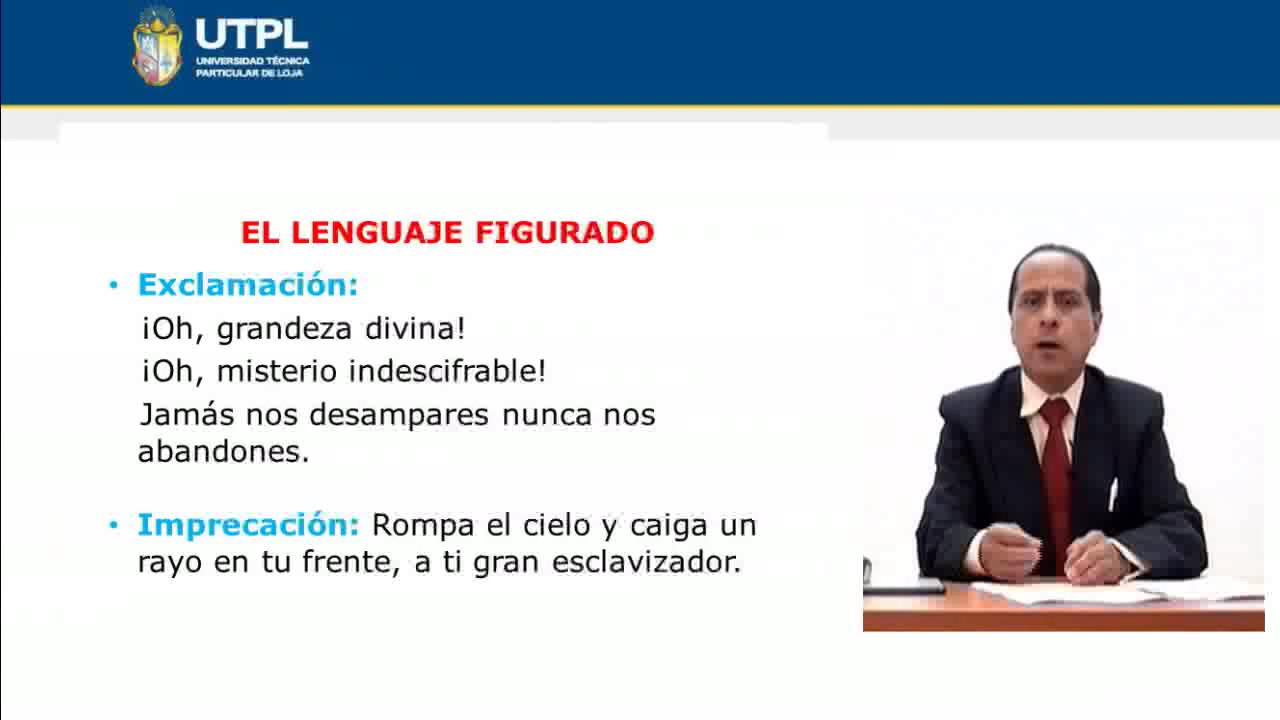 UTPL
UNIVERSIDAD TÉCNICA
PARTICULAR DE LOJA
EL LENGUAJE FIGURADO
• Exclamación:
¡Oh, grandeza divina!
¡Oh, misterio indescifrable!
Jamás nos desampares nunca nos
abandones.
• Imprecación: Rompa el cielo y caiga un
rayo en tu frente, a ti gran esclavizador.